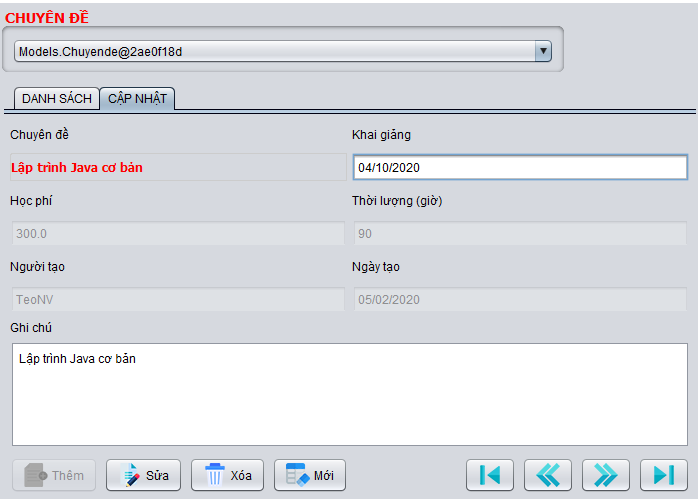 CHUYÊN ĐỀ
Models.Chuyende@2ae0f18d
DANH SÁCH CẬP NHẬT
Chuyên đề Khai giảng
Lập trình Java cơ bản 04/10/2020
Học phí Thời lượng (giờ)
300.0 90
Người tạo Ngày tạo
TeoNV 05/02/2020
Ghi chú
Lập trình Java cơ bản
Thêm Sửa Xóa Mới